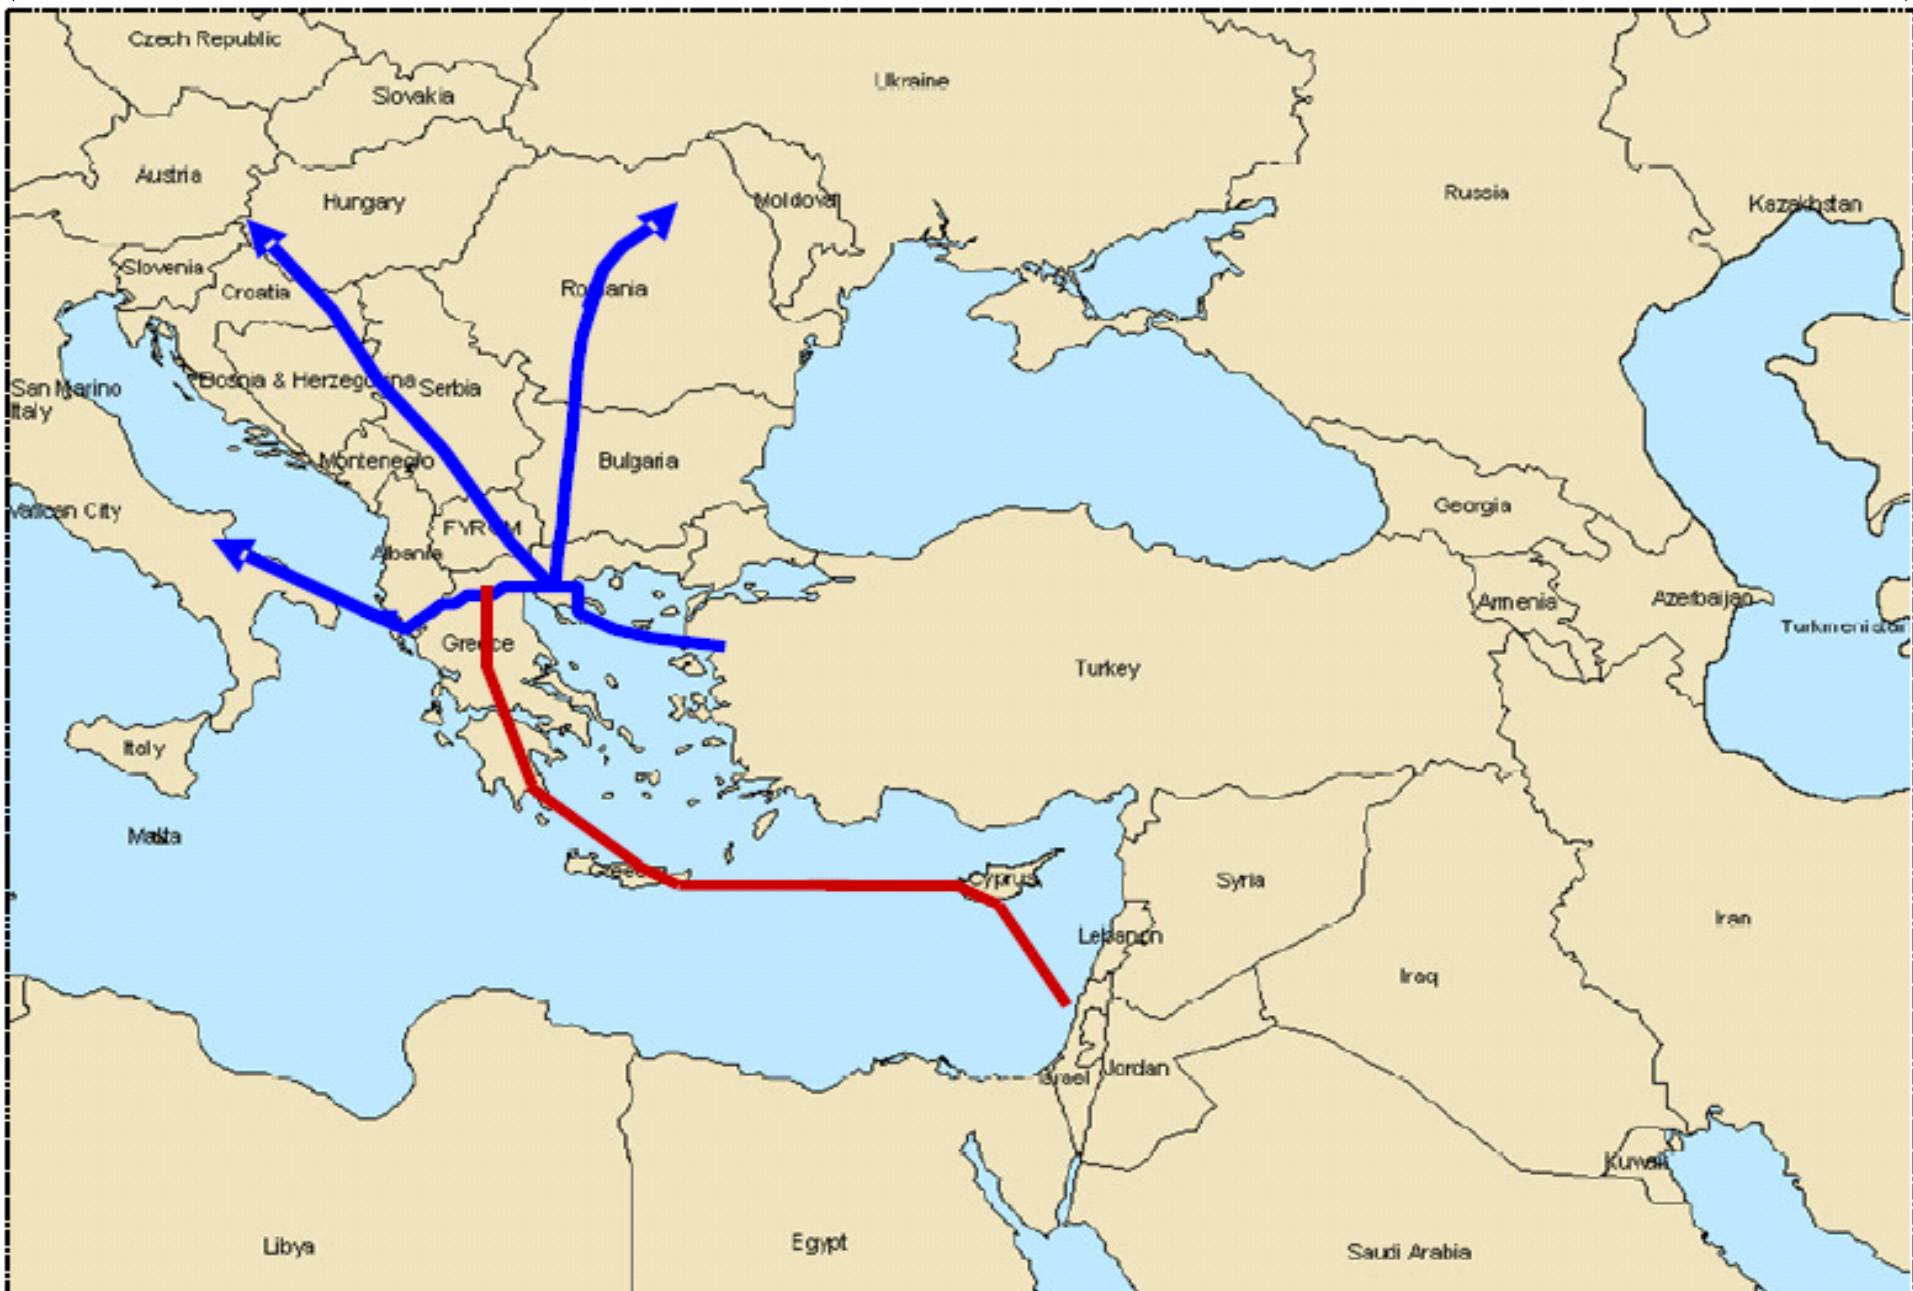 Czech Republic
Ukraine
Slovakia
Austria
Hungary
Moldova
Russia
Kazakhstan
Slovenia
Croatia
San Marino
Italy
Bosnia & Herzegovina
Serbia
Montenegro
Bulgaria
Vatican City
FYROM
Albania
Georgia
Armenia
Azerbaijan
Turkmenistan
Greece
Turkey
Italy
Malta
Cyprus
Syria
Lebanon
Iraq
Iran
Israel
Jordan
Kuwait
Libya
Egypt
Saudi Arabia